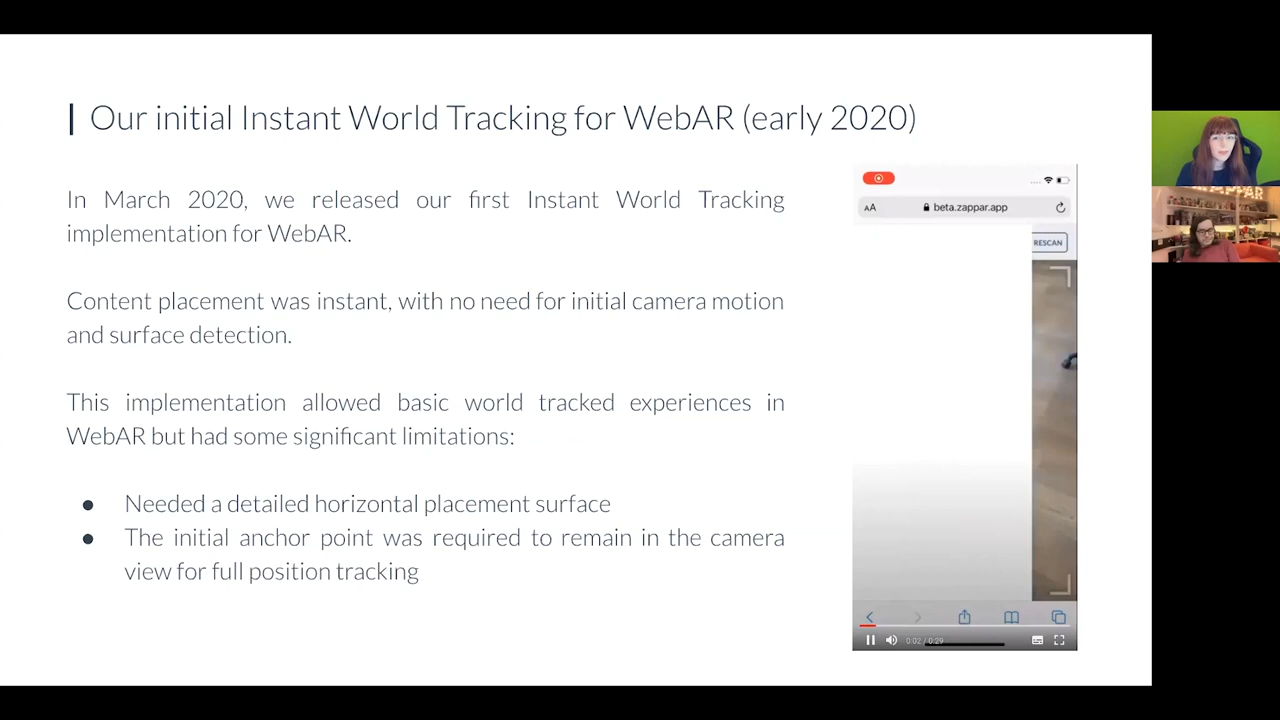 Our initial Instant World Tracking for WebAR (early 2020)
In March 2020, we released our first Instant World Tracking
implementation for WebAR.
Content placement was instant, with no need for initial camera motion
and surface detection.
This implementation allowed basic world tracked experiences in
WebAR but had some significant limitations:
● Needed a detailed horizontal placement surface
● The initial anchor point was required to remain in the camera
view for full position tracking
AA beta.zappar.app
RESCAN
0:02 / 0:29